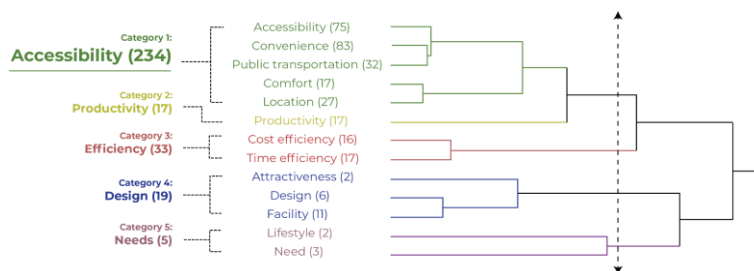 Category 1:
Accessibility (234)
Category 2:
Productivity (17)
Category 3:
Efficiency (33)
Category 4:
Design (19)
Category 5:
Needs (5)
Accessibility (75)
Convenience (83)
Public transportation (32)
Comfort (17)
Location (27)
Productivity (17)
Cost efficiency (16)
Time efficiency (17)
Attractiveness (2)
Design (6)
Facility (11)
Lifestyle (2)
Need (3)